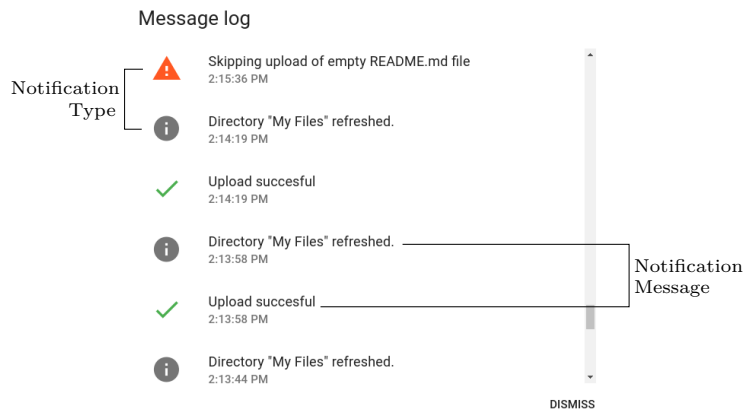 Message log
Skipping upload of empty README.md file
2:15:36 PM
Notification
Type
Directory "My Files" refreshed.
2:14:19 PM
Upload succesful
2:14:19 PM
Directory "My Files" refreshed.
2:13:58 PM
Notification
Message
Upload succesful
2:13:58 PM
Directory "My Files" refreshed.
2:13:44 PM
DISMISS